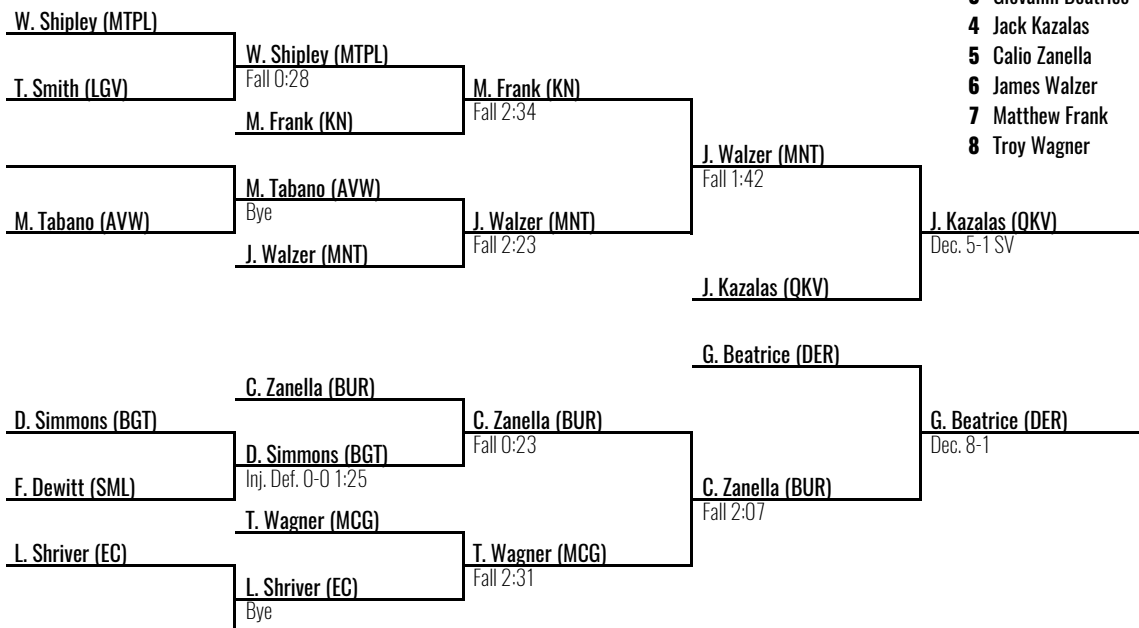 3 Giovanni Beatrice
4 Jack Kazalas
5 Calio Zanella
6 James Walzer
7 Matthew Frank
8 Troy Wagner
W. Shipley (MTPL)
T. Smith (LGV)
M. Tabano (AVW)
W. Shipley (MTPL)
Fall 0:28
M. Frank (KN)
M. Tabano (AVW)
Bye
J. Walzer (MNT)
M. Frank (KN)
Fall 2:34
J. Walzer (MNT)
Fall 2:23
J. Walzer (MNT)
Fall 1:42
J. Kazalas (QKV)
J. Kazalas (QKV)
Dec. 5-1 SV
D. Simmons (BGT)
F. Dewitt (SML)
L. Shriver (EC)
C. Zanella (BUR)
D. Simmons (BGT)
Inj. Def. 0-0 1:25
T. Wagner (MCG)
L. Shriver (EC)
Bye
C. Zanella (BUR)
Fall 0:23
T. Wagner (MCG)
Fall 2:31
G. Beatrice (DER)
C. Zanella (BUR)
Fall 2:07
G. Beatrice (DER)
Dec. 8-1